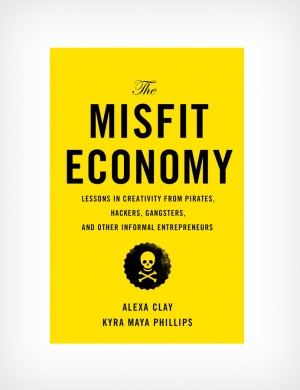 The
MISFIT
ECONOMY
LESSONS IN CREATIVITY FROM PIRATES,
HACKERS, GANGSTERS,
AND OTHER INFORMAL ENTREPRENEURS
ALEXA CLAY
KYRA MAYA PHILLIPS